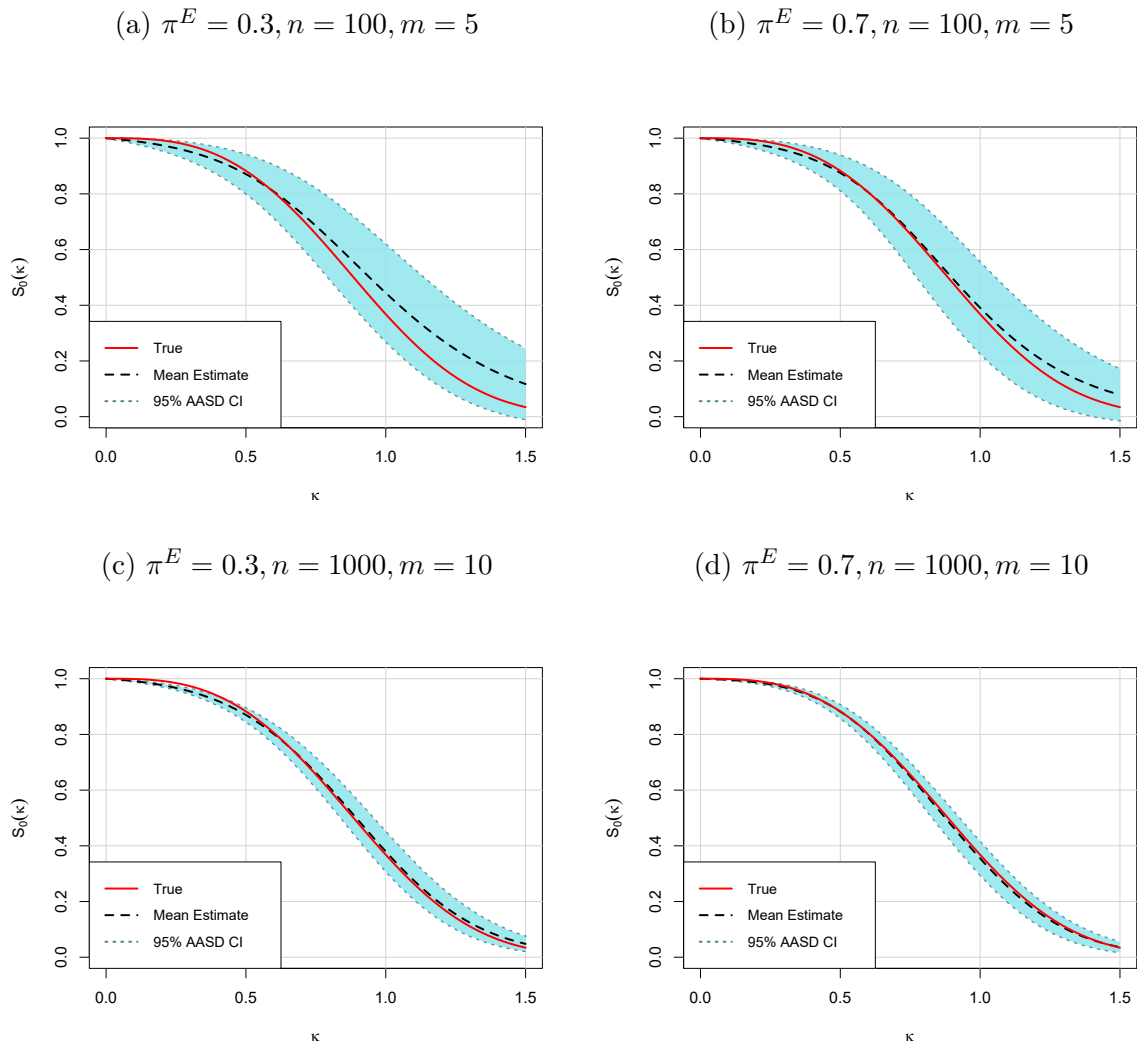 (a) π^E = 0.3, n = 100, m = 5
(b) π^E = 0.7, n = 100, m = 5
S₀(κ)
1.0
0.8
0.6
0.4
0.2
0.0
True
Mean Estimate
95% AASD CI
0.0 0.5 1.0 1.5
κ
S₀(κ)
1.0
0.8
0.6
0.4
0.2
0.0
True
Mean Estimate
95% AASD CI
0.0 0.5 1.0 1.5
κ
(c) π^E = 0.3, n = 1000, m = 10
(d) π^E = 0.7, n = 1000, m = 10
S₀(κ)
1.0
0.8
0.6
0.4
0.2
0.0
True
Mean Estimate
95% AASD CI
0.0 0.5 1.0 1.5
κ
S₀(κ)
1.0
0.8
0.6
0.4
0.2
0.0
True
Mean Estimate
95% AASD CI
0.0 0.5 1.0 1.5
κ